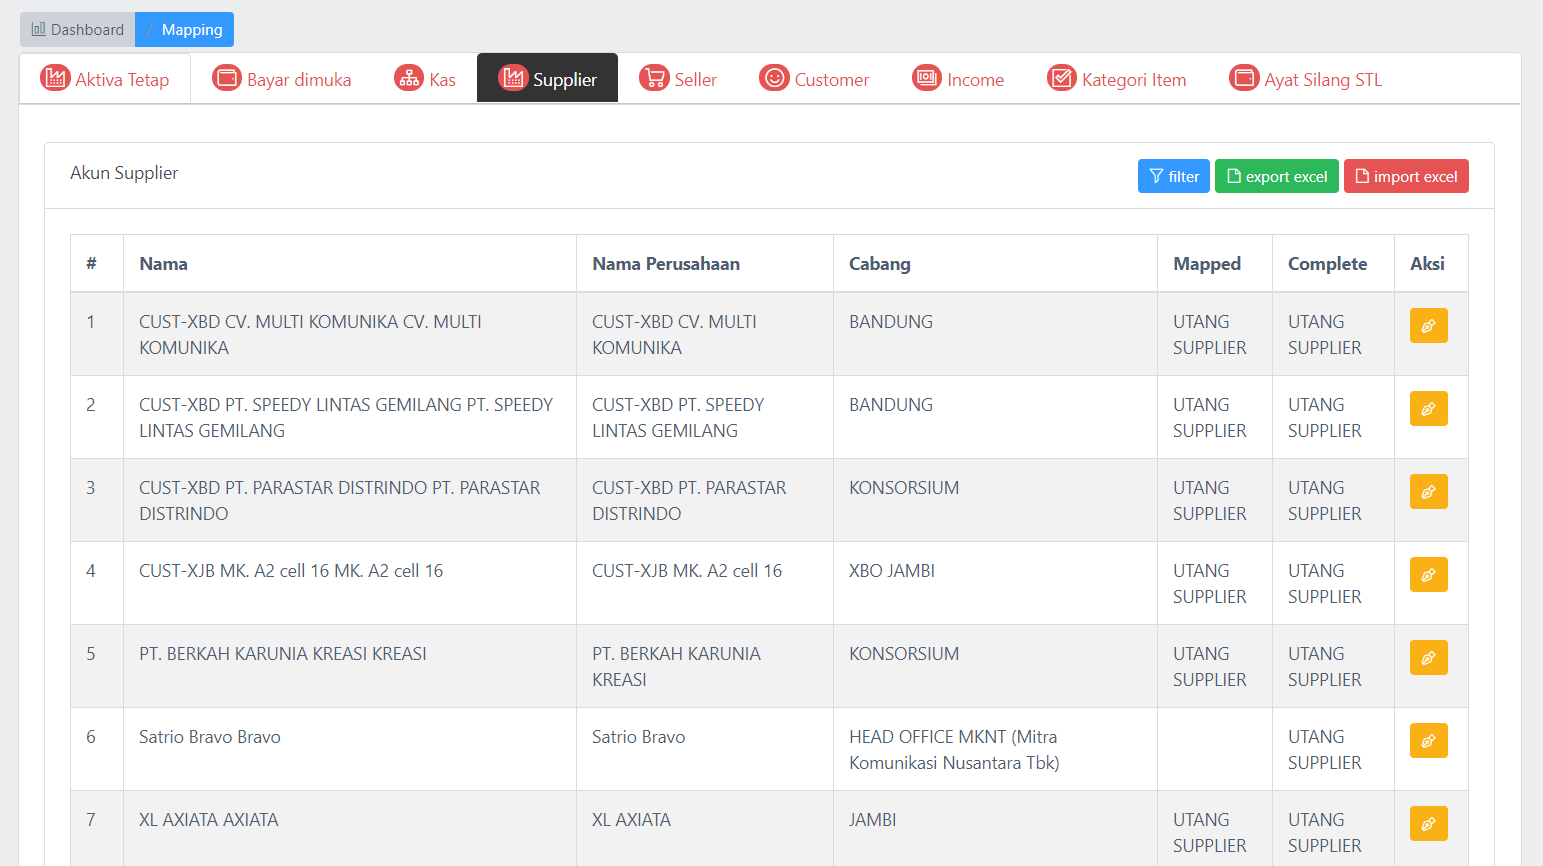 Dashboard / Mapping
Aktiva Tetap Bayar dimuka Kas Supplier Seller Customer Income Kategori Item Ayat Silang STL
Akun Supplier filter export excel import excel
# Nama Nama Perusahaan Cabang Mapped Complete Aksi
1 CUST-XBD CV. MULTI KOMUNIKA CV. MULTI CUST-XBD CV. MULTI BANDUNG UTANG UTANG
KOMUNIKA KOMUNIKA SUPPLIER SUPPLIER
2 CUST-XBD PT. SPEEDY LINTAS GEMILANG PT. SPEEDY CUST-XBD PT. SPEEDY BANDUNG UTANG UTANG
LINTAS GEMILANG LINTAS GEMILANG SUPPLIER SUPPLIER
3 CUST-XBD PT. PARASTAR DISTRINDO PT. PARASTAR CUST-XBD PT. PARASTAR KONSORSIUM UTANG UTANG
DISTRINDO DISTRINDO SUPPLIER SUPPLIER
4 CUST-XJB MK. A2 cell 16 MK. A2 cell 16 CUST-XJB MK. A2 cell 16 XBO JAMBI UTANG UTANG
SUPPLIER SUPPLIER
5 PT. BERKAH KARUNIA KREASI KREASI PT. BERKAH KARUNIA KONSORSIUM UTANG UTANG
KREASI SUPPLIER SUPPLIER
6 Satrio Bravo Bravo Satrio Bravo HEAD OFFICE MKNT (Mitra UTANG
Komunikasi Nusantara Tbk) SUPPLIER
7 XL AXIATA AXIATA XL AXIATA JAMBI UTANG UTANG
SUPPLIER SUPPLIER